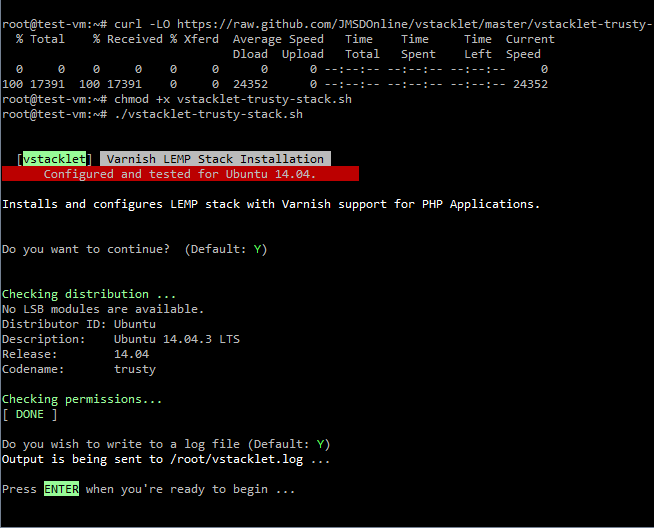 root@test-vm:~# curl -LO https://raw.github.com/JMSDOnline/vstacklet/master/vstacklet-trusty-
  % Total    % Received % Xferd  Average Speed   Time    Time     Time  Current
                                 Dload  Upload   Total   Spent    Left  Speed
  0     0    0     0    0     0      0      0 --:--:-- --:--:-- --:--:--     0
100 17391  100 17391    0     0  24352      0 --:--:-- --:--:-- --:--:-- 24352
root@test-vm:~# chmod +x vstacklet-trusty-stack.sh
root@test-vm:~# ./vstacklet-trusty-stack.sh
[vstacklet] Varnish LEMP Stack Installation
Configured and tested for Ubuntu 14.04.
Installs and configures LEMP stack with Varnish support for PHP Applications.
Do you want to continue?  (Default: Y)
Checking distribution ...
No LSB modules are available.
Distributor ID: Ubuntu
Description:    Ubuntu 14.04.3 LTS
Release:        14.04
Codename:       trusty
Checking permissions...
[ DONE ]
Do you wish to write to a log file (Default: Y)
Output is being sent to /root/vstacklet.log ...
Press ENTER when you're ready to begin ...